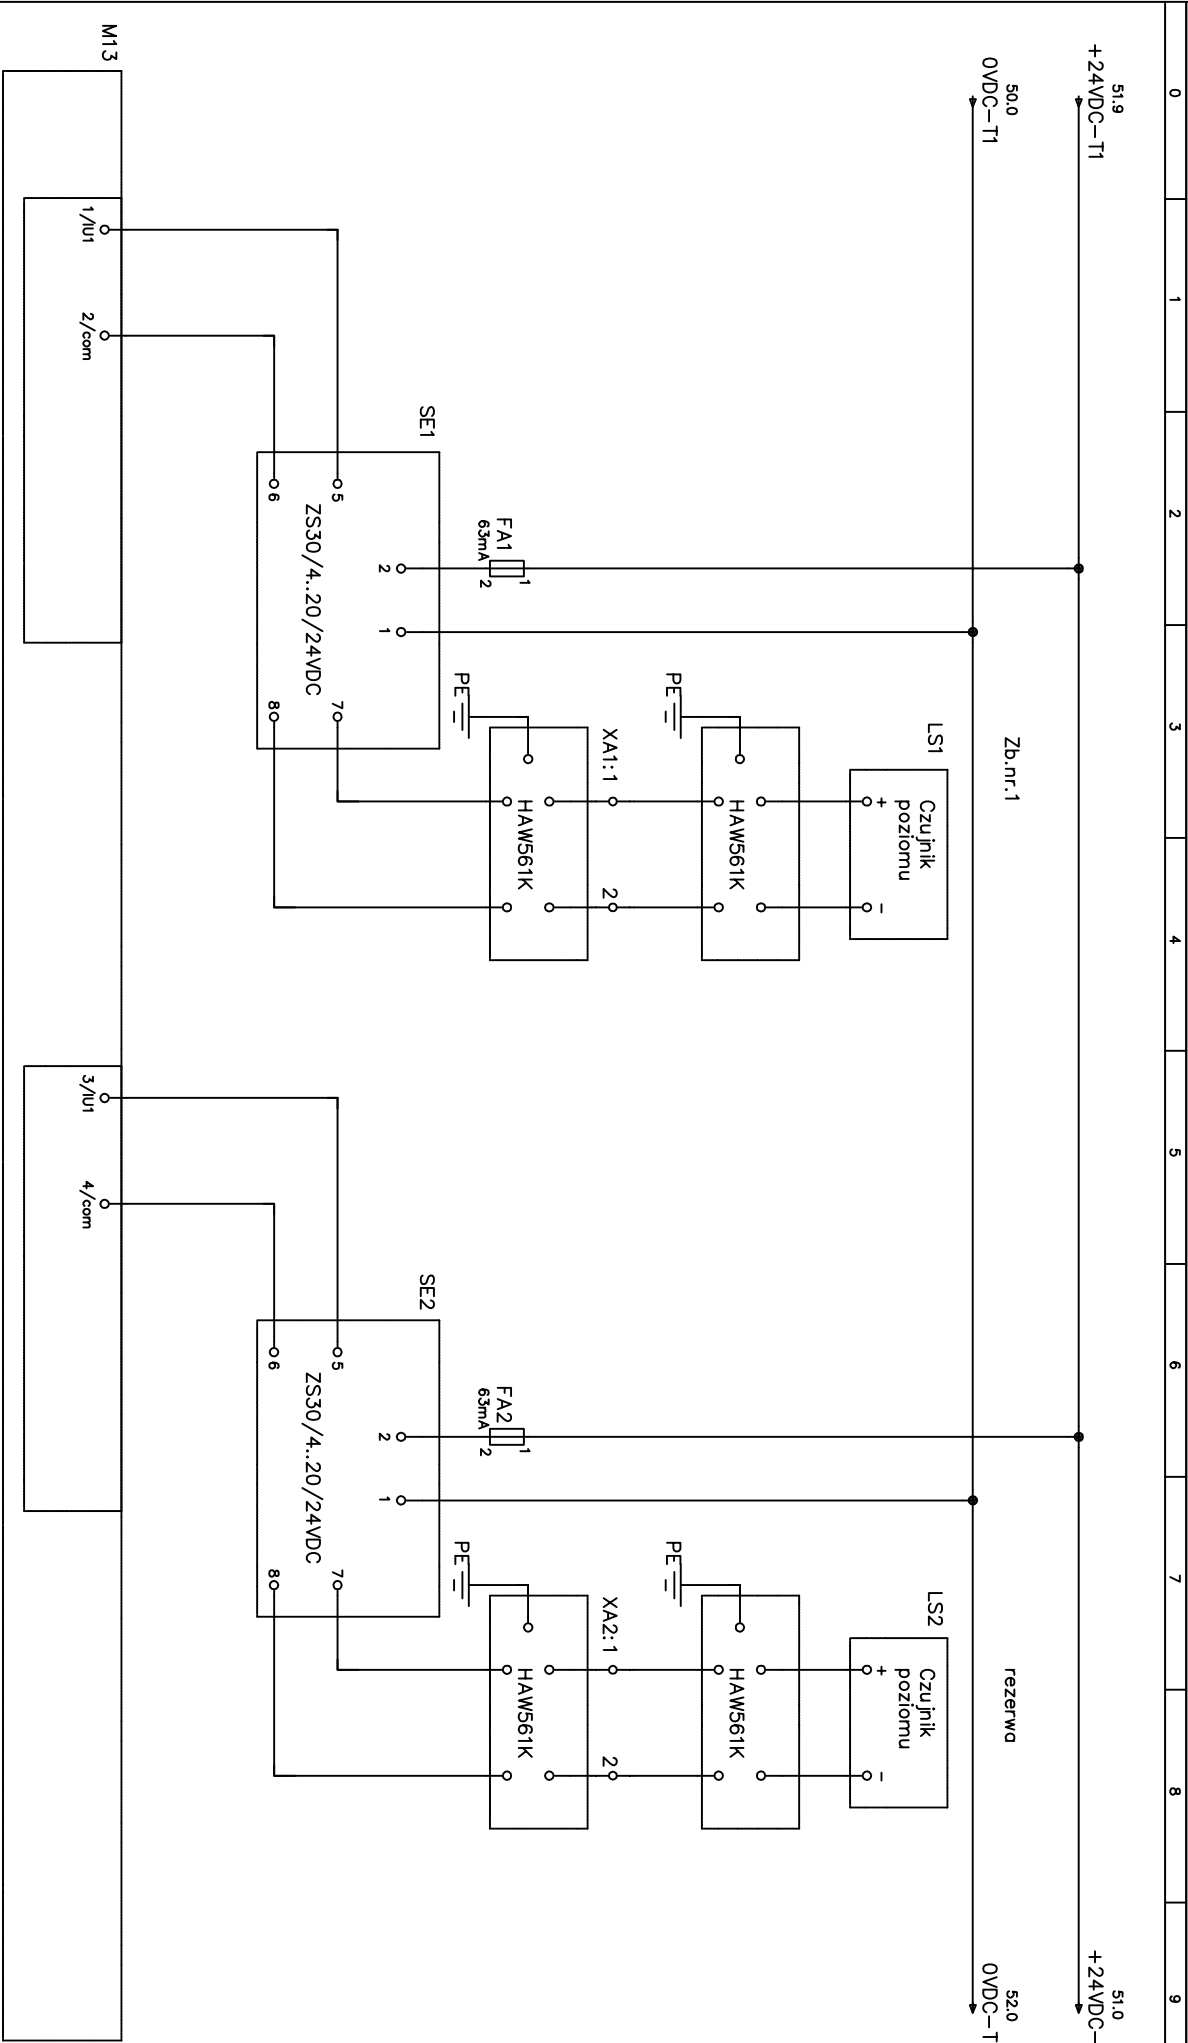 0 1 2 3 4 5 6 7 8 9
51.9
+24VDC-T1
51.0
+24VDC-
50.0
0VDC-T1
52.0
0VDC-T
Zb.nr.1
rezerwa
LS1
Czujnik
poziomu
+ -
LS2
Czujnik
poziomu
+ -
HAW561K
PE
HAW561K
PE
XA1:1 2
XA2:1 2
FA1
63mA
1
2
HAW561K
PE
FA2
63mA
1
2
HAW561K
PE
SE1
2 1
5 7
ZS30/4..20/24VDC
6 8
SE2
2 1
5 7
ZS30/4..20/24VDC
6 8
M13
1/IU1 2/com
3/IU1 4/com